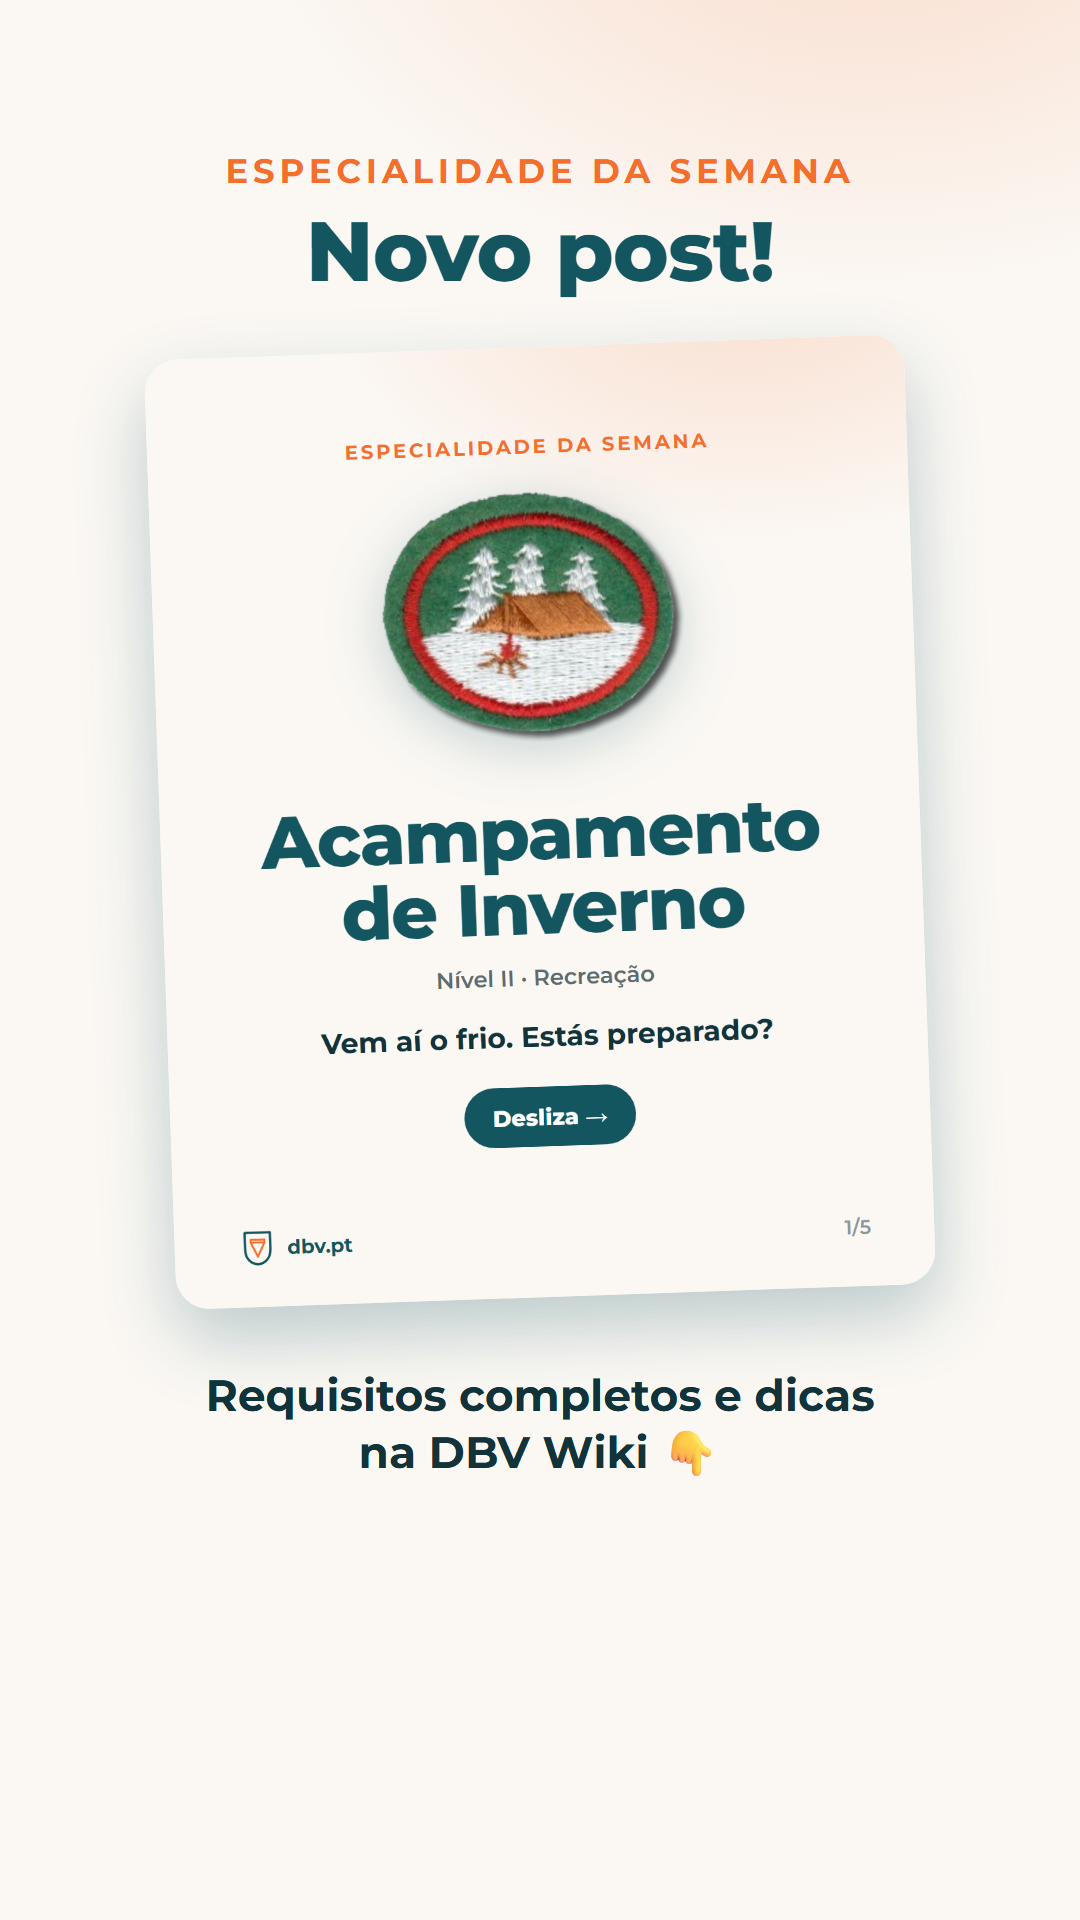 ESPECIALIDADE DA SEMANA
Novo post!
ESPECIALIDADE DA SEMANA
Acampamento
de Inverno
Nível II · Recreação
Vem aí o frio. Estás preparado?
Desliza →
dbv.pt
1/5
Requisitos completos e dicas
na DBV Wiki 👇